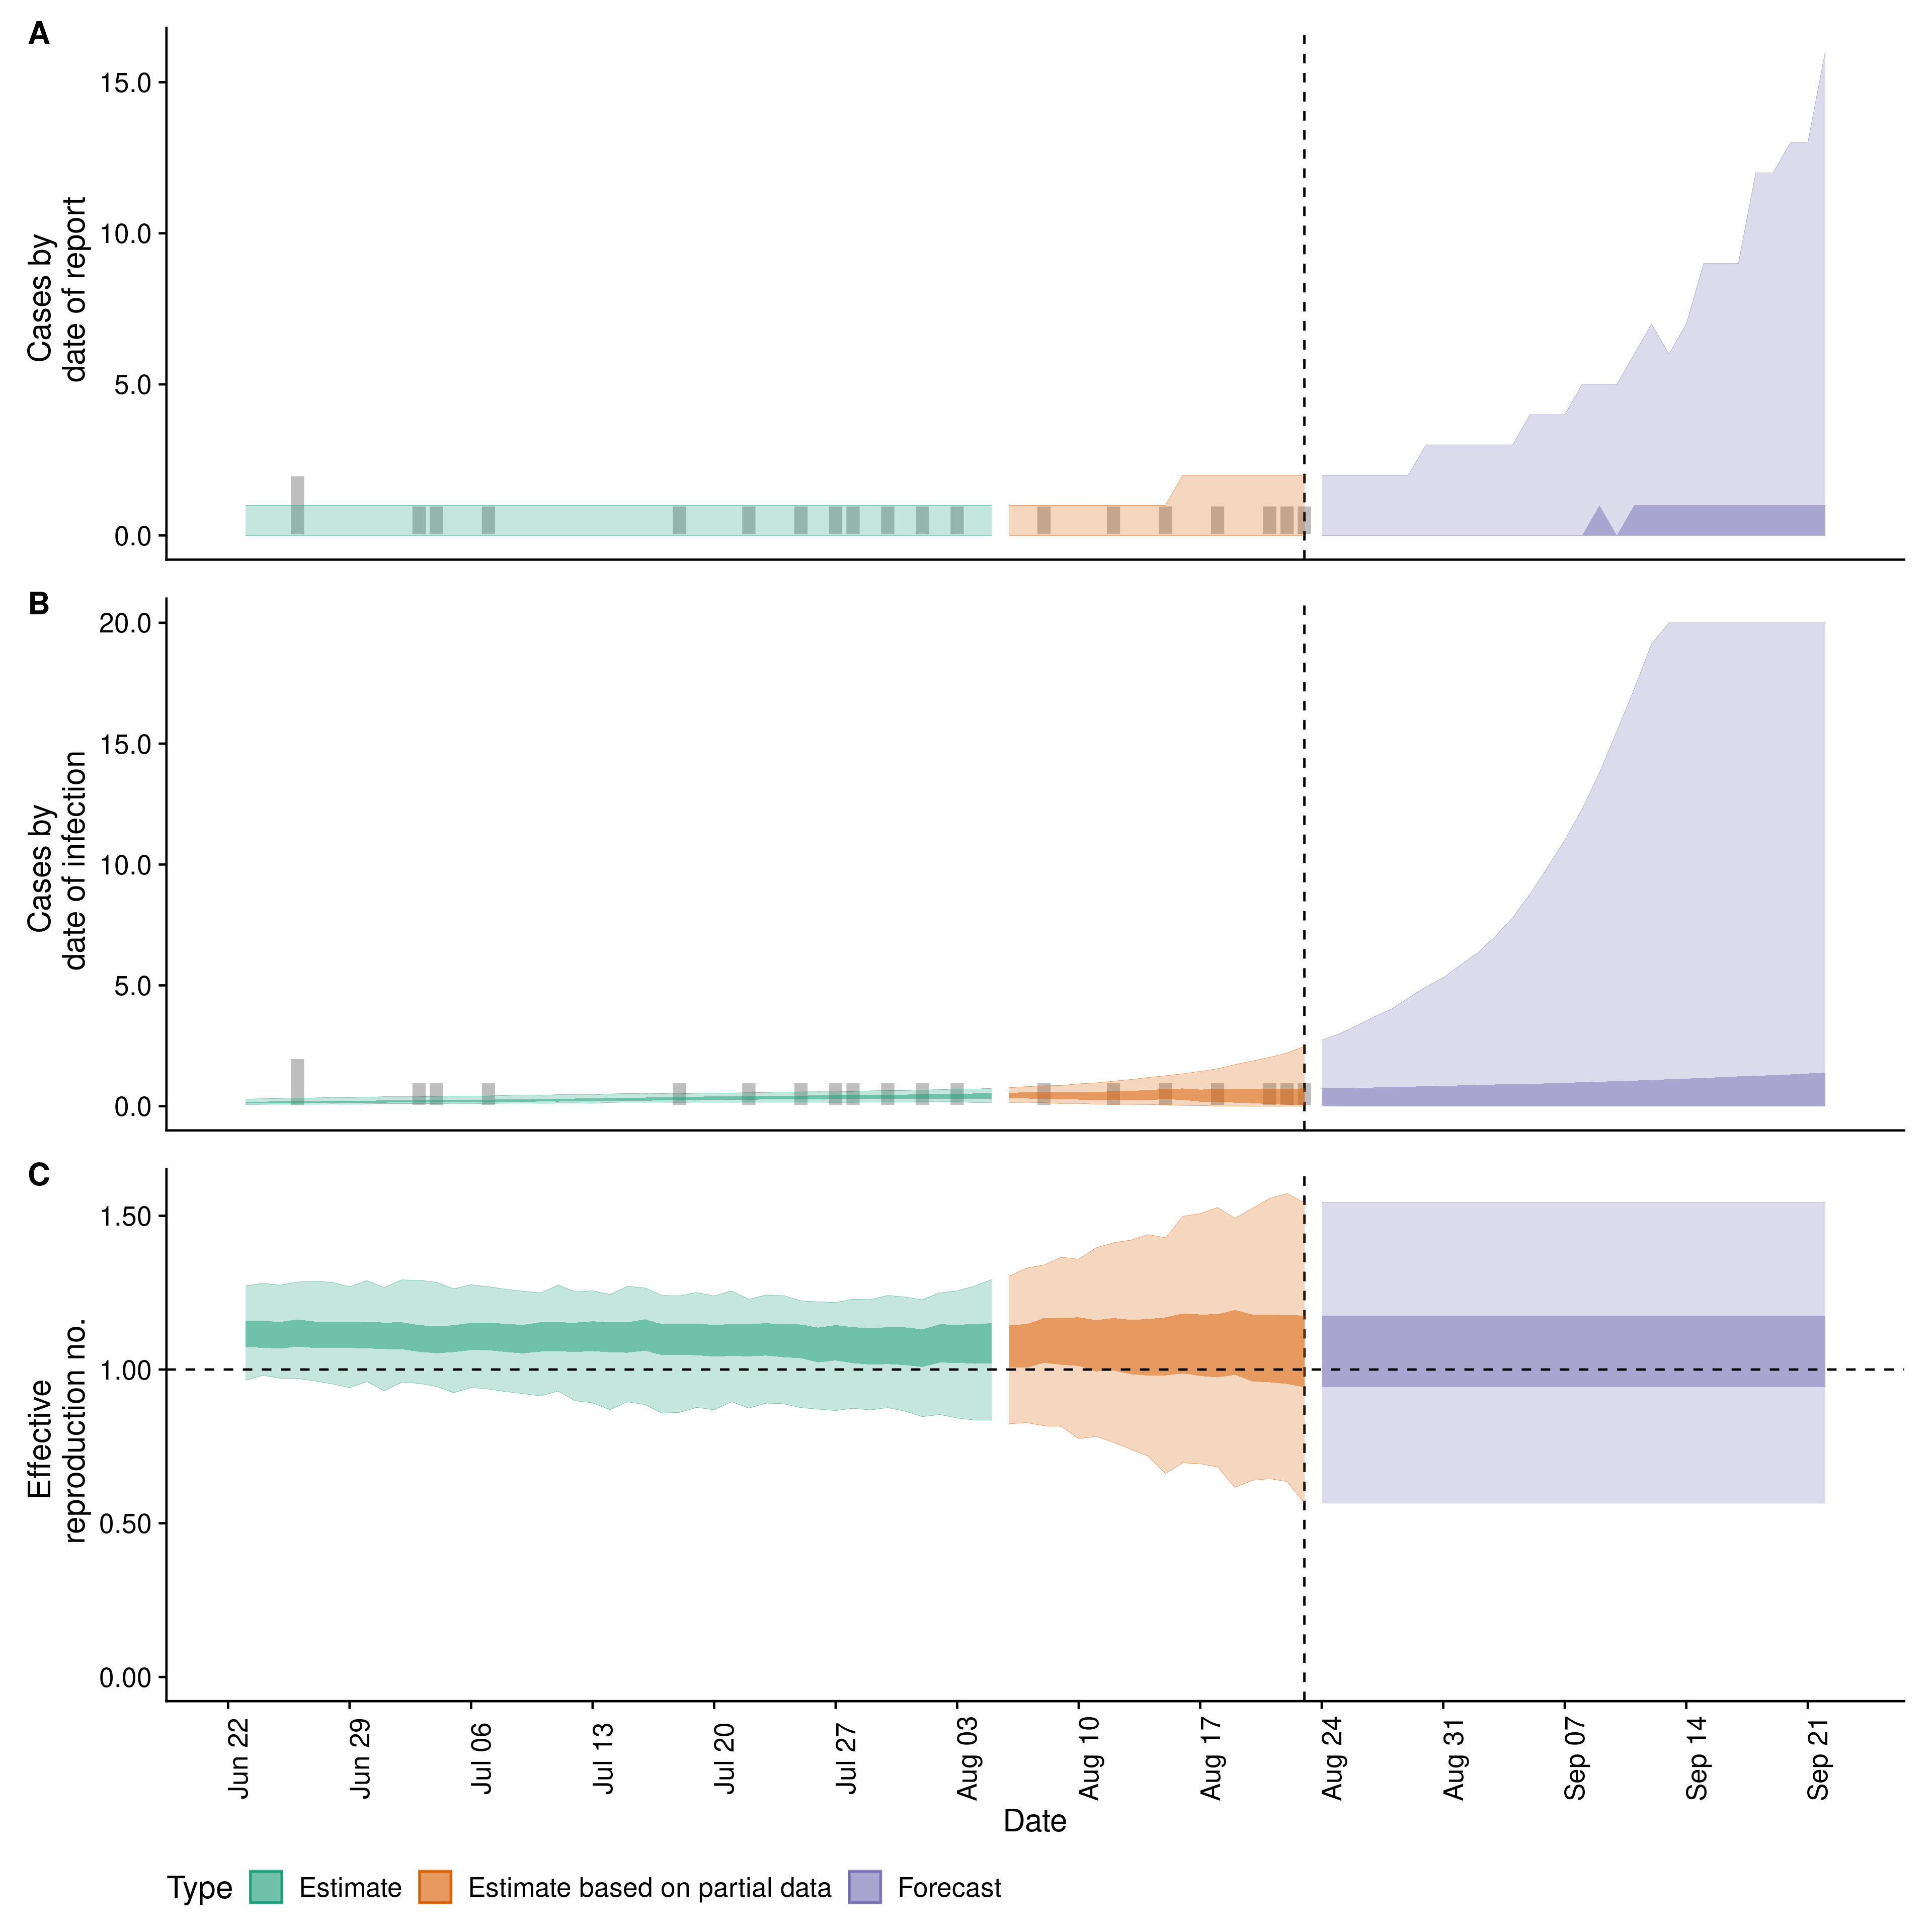 A
15.0
10.0
5.0
0.0
Cases by
date of report
B
20.0
15.0
10.0
5.0
0.0
Cases by
date of infection
C
1.50
1.00
0.50
0.00
Effective
reproduction no.
Jun 22
Jun 29
Jul 06
Jul 13
Jul 20
Jul 27
Aug 03
Aug 10
Aug 17
Aug 24
Aug 31
Sep 07
Sep 14
Sep 21
Date
Type Estimate Estimate based on partial data Forecast